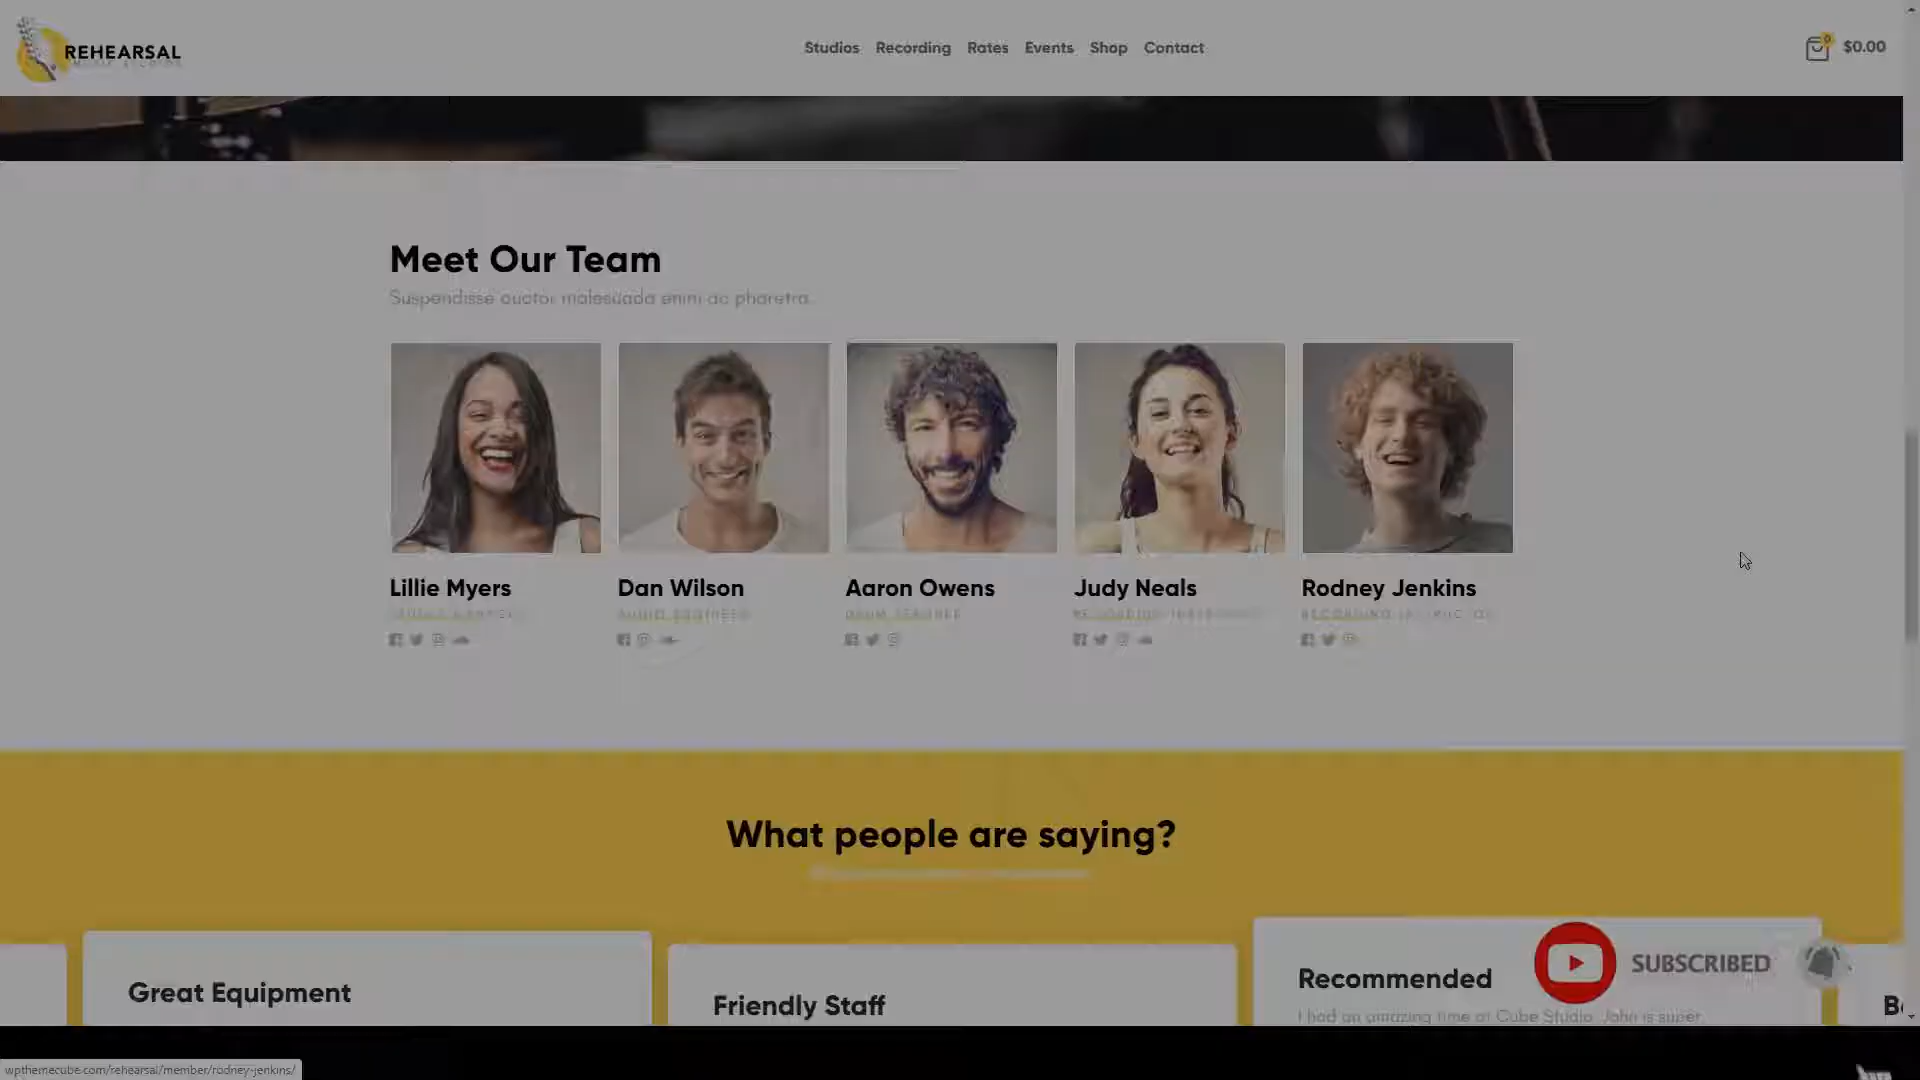 REHEARSAL
Studios Recording Rates Events Shop Contact
0
$0.00
Meet Our Team
Suspendisse auctor malesuada enim ac pharetra.
Lillie Myers
Dan Wilson
Aaron Owens
Judy Neals
Rodney Jenkins
What people are saying?
Great Equipment
Friendly Staff
Recommended
I had an amazing time at Cube Studio. John is super
SUBSCRIBED
wpthemecube.com/rehearsal/member/rodney-jenkins/